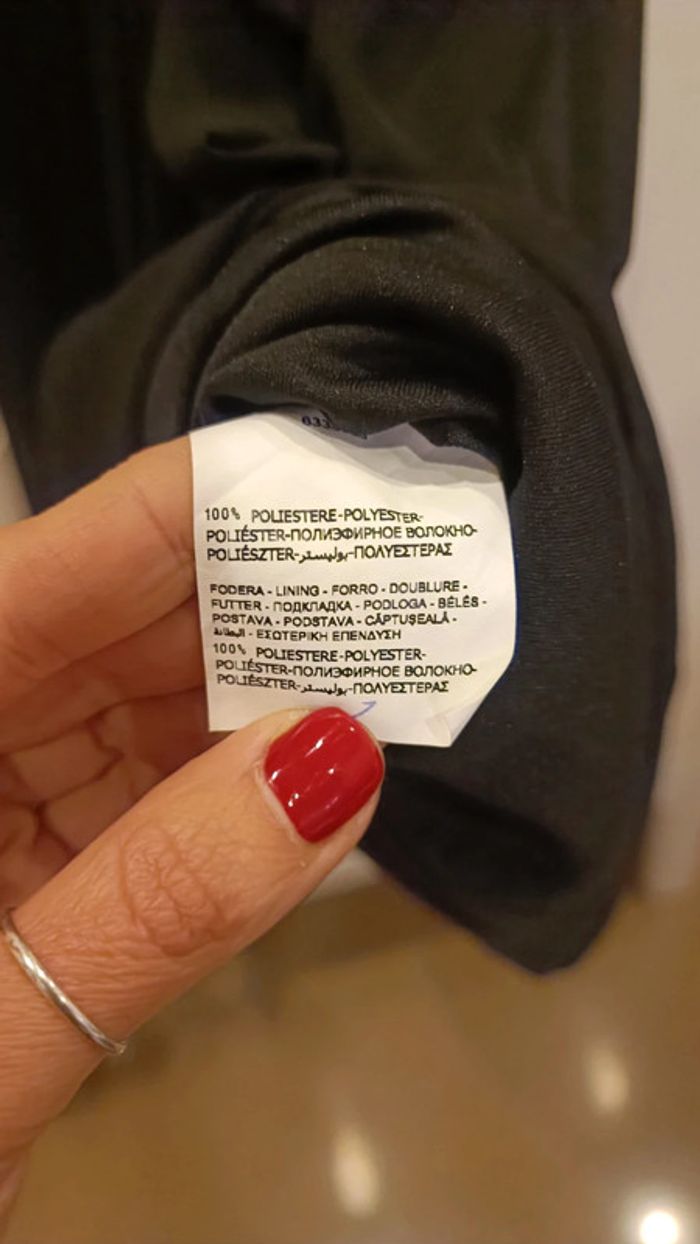 100% POLIESTERE-POLYESTER-
POLIÉSTER-ПОЛИЭФИРНОЕ ВОЛОКНО-
POLIÉSZTER-بوليستر-ΠΟΛΥΕΣΤΕΡΑΣ
FODERA - LINING - FORRO - DOUBLURE -
FUTTER - ПОДКЛАДКА - PODLOGA - BÉLÉS -
POSTAVA - PODSTAVA - CĂPTUȘEALĂ -
البطانة - ΕΣΩΤΕΡΙΚΗ ΕΠΕΝΔΥΣΗ
100% POLIESTERE-POLYESTER-
POLIÉSTER-ПОЛИЭФИРНОЕ ВОЛОКНО-
POLIÉSZTER-بوليستر-ΠΟΛΥΕΣΤΕΡΑΣ